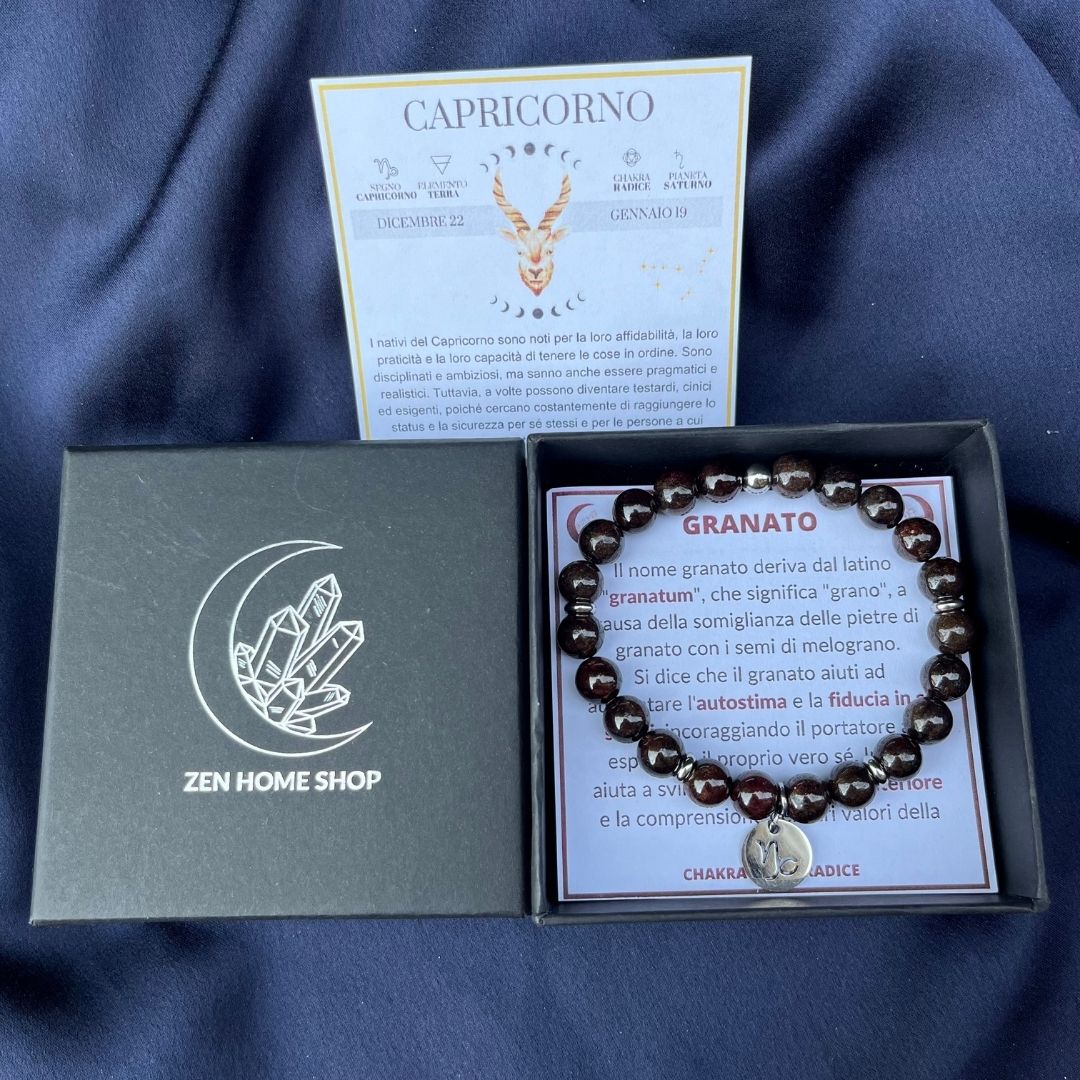 CAPRICORNO
SEGNO
CAPRICORNO
ELEMENTO
TERRA
CHAKRA
RADICE
PIANETA
SATURNO
DICEMBRE 22
GENNAIO 19
I nativi del Capricorno sono noti per la loro affidabilità, la loro
praticità e la loro capacità di tenere le cose in ordine. Sono
disciplinati e ambiziosi, ma sanno anche essere pragmatici e
realistici. Tuttavia, a volte possono diventare testardi, cinici
ed esigenti, poiché cercano costantemente di raggiungere lo
status e la sicurezza per sé stessi e per le persone a cui
ZEN HOME SHOP
GRANATO
Il nome granato deriva dal latino
"granatum", che significa "grano", a
ausa della somiglianza delle pietre di
granato con i semi di melograno.
Si dice che il granato aiuti ad
tare l'autostima e la fiducia in
incoraggiando il portatore
il proprio vero sé.
aiuta a
e la comprension valori della
CHAKRA RADICE